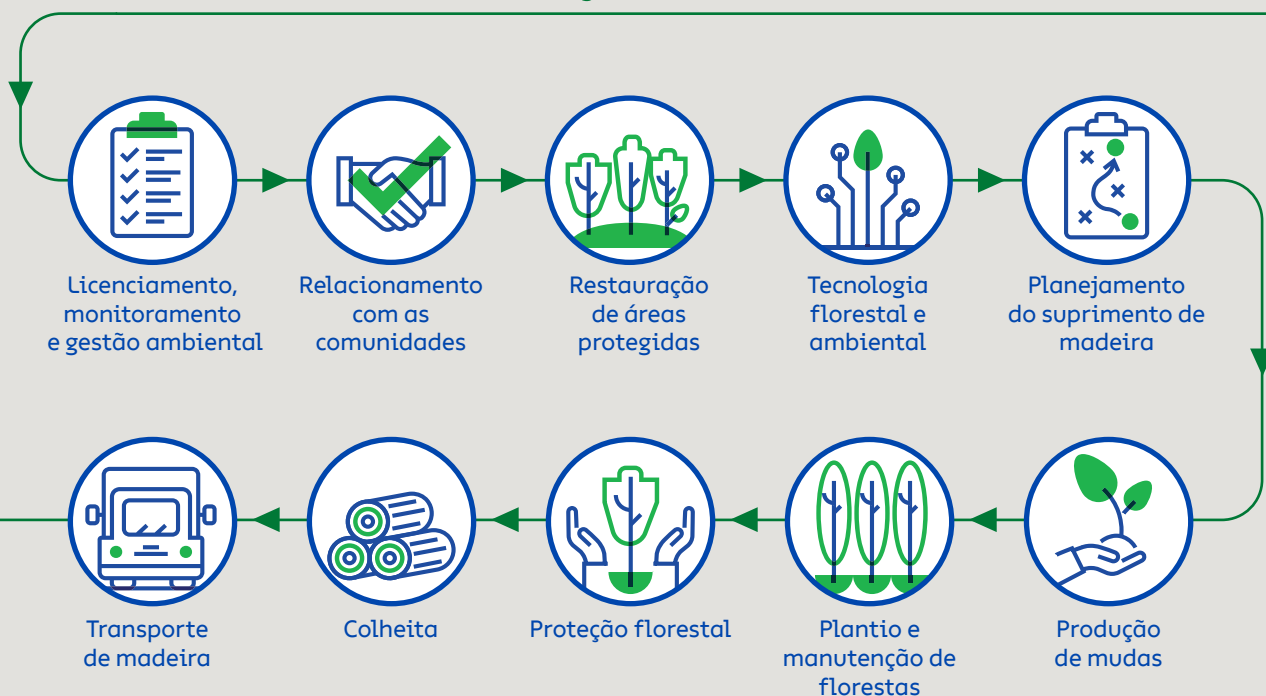 Licenciamento,
monitoramento
e gestão ambiental
Relacionamento
com as
comunidades
Restauração
de áreas
protegidas
Tecnologia
florestal e
ambiental
Planejamento
do suprimento de
madeira
Transporte
de madeira
Colheita
Proteção florestal
Plantio e
manutenção de
florestas
Produção
de mudas